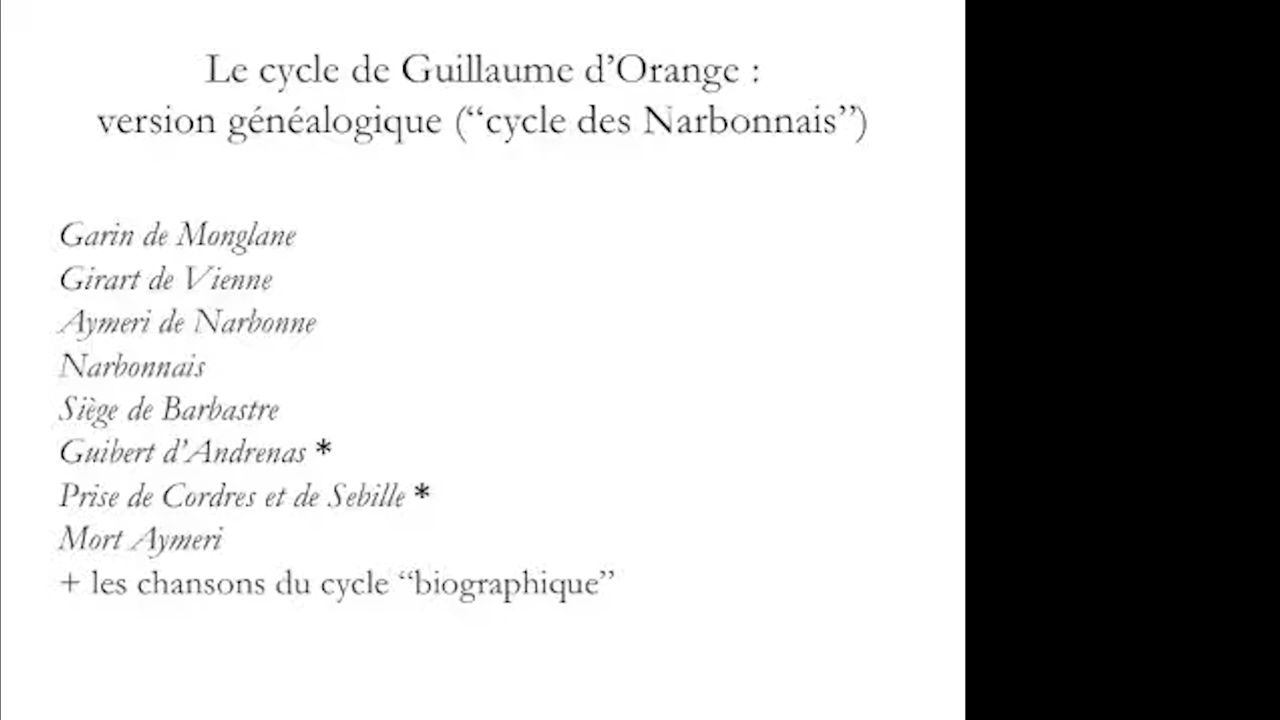 Le cycle de Guillaume d’Orange :
version généalogique (“cycle des Narbonnais”)
Garin de Monglane
Girart de Vienne
Aymeri de Narbonne
Narbonnais
Siège de Barbastre
Guibert d’Andrenas *
Prise de Cordres et de Sebille *
Mort Aymeri
+ les chansons du cycle “biographique”